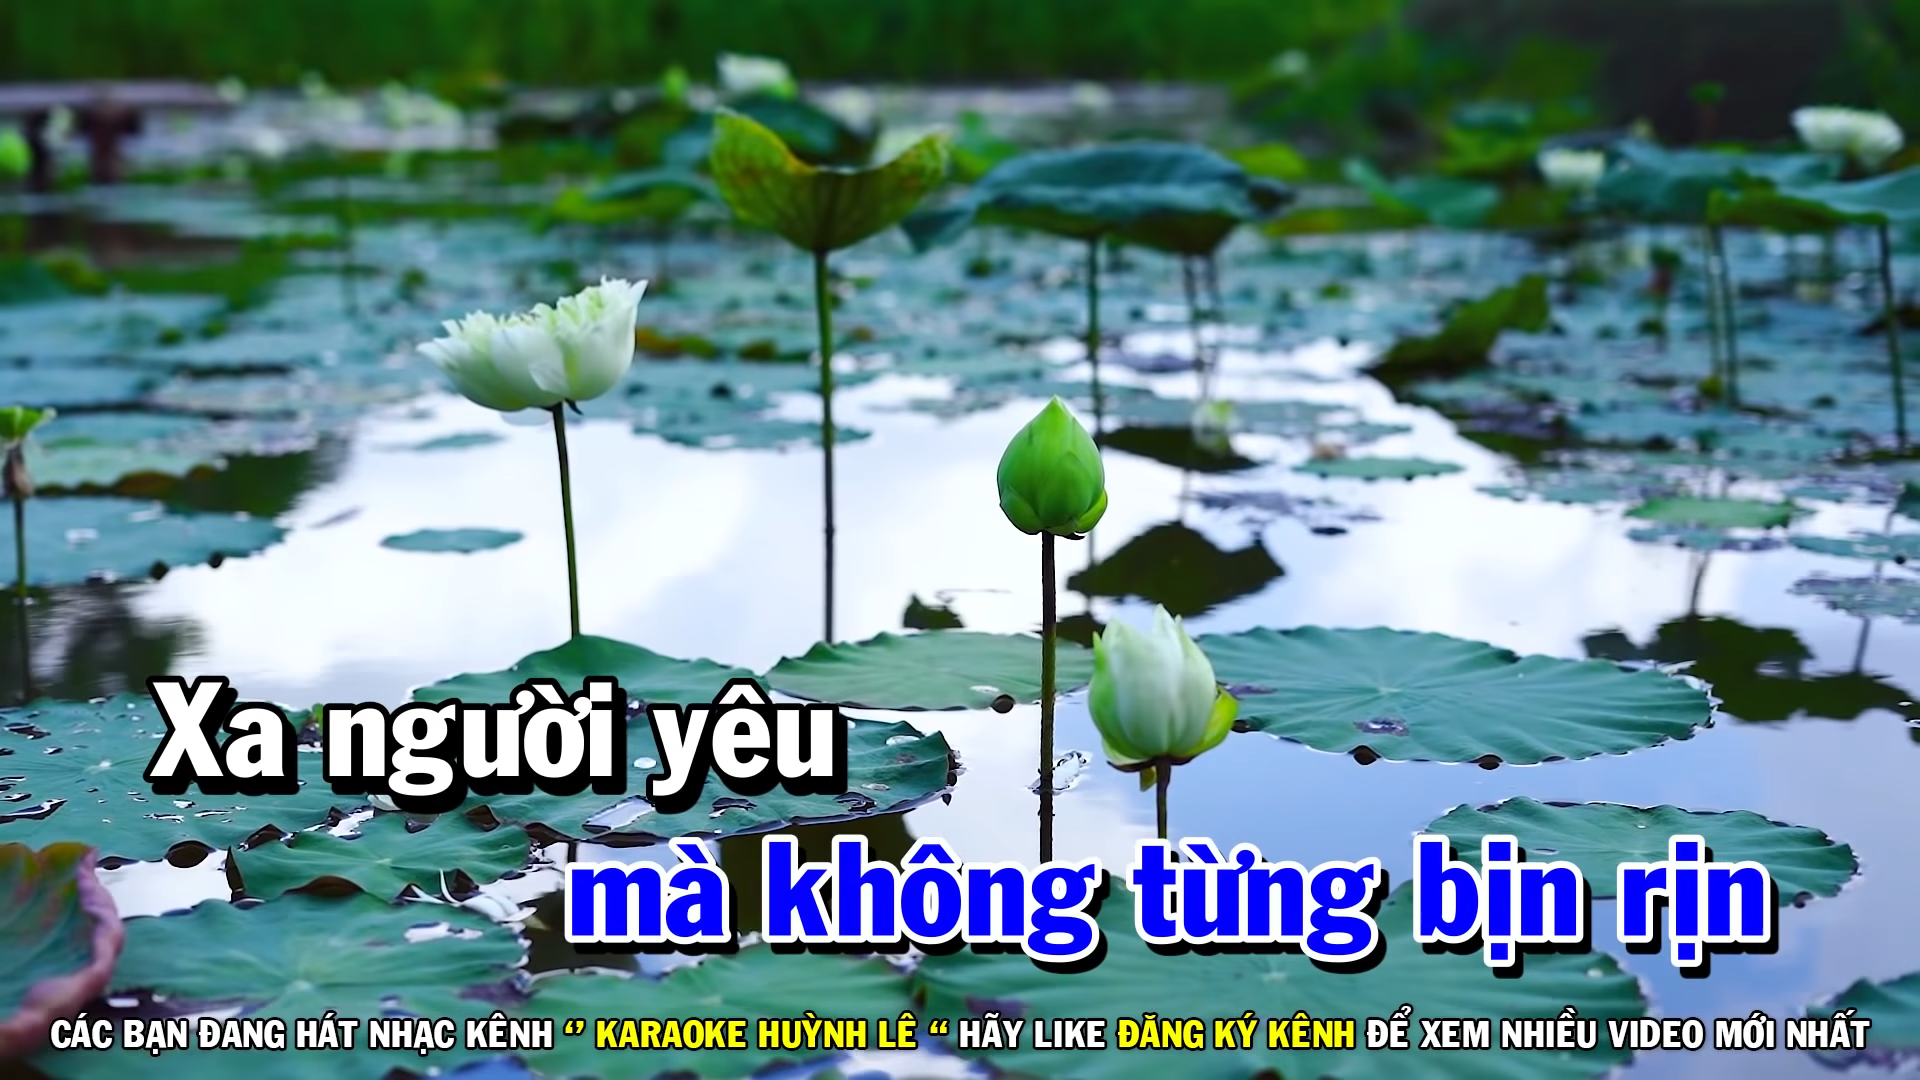 Xa người yêu
mà không từng bịn rịn
CÁC BẠN ĐANG HÁT NHẠC KÊNH ‘’ KARAOKE HUỲNH LÊ “ HÃY LIKE ĐĂNG KÝ KÊNH ĐỂ XEM NHIỀU VIDEO MỚI NHẤT